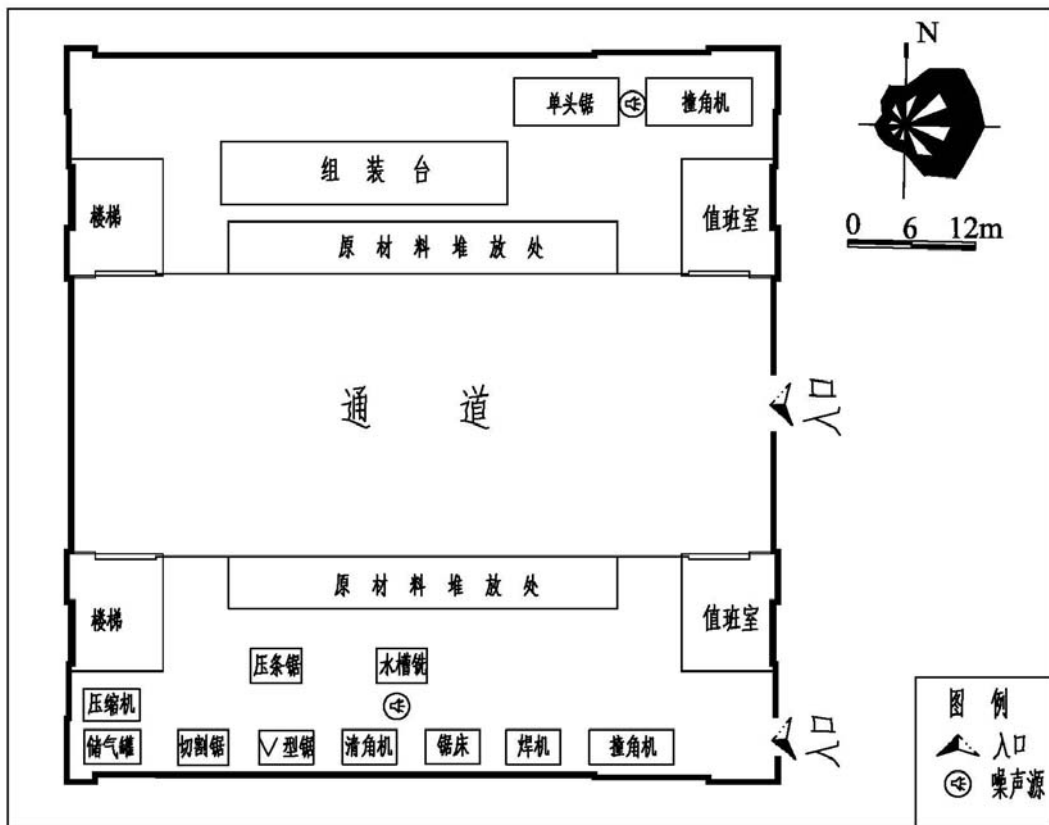 N
单头锯
撞角机
组装台
楼梯
值班室
0 6 12m
原材料堆放处
通道
入口
原材料堆放处
楼梯
值班室
压条锯
水槽铣
压缩机
储气罐
切割锯
V型锯
清角机
锯床
焊机
撞角机
入口
图例
入口
噪声源